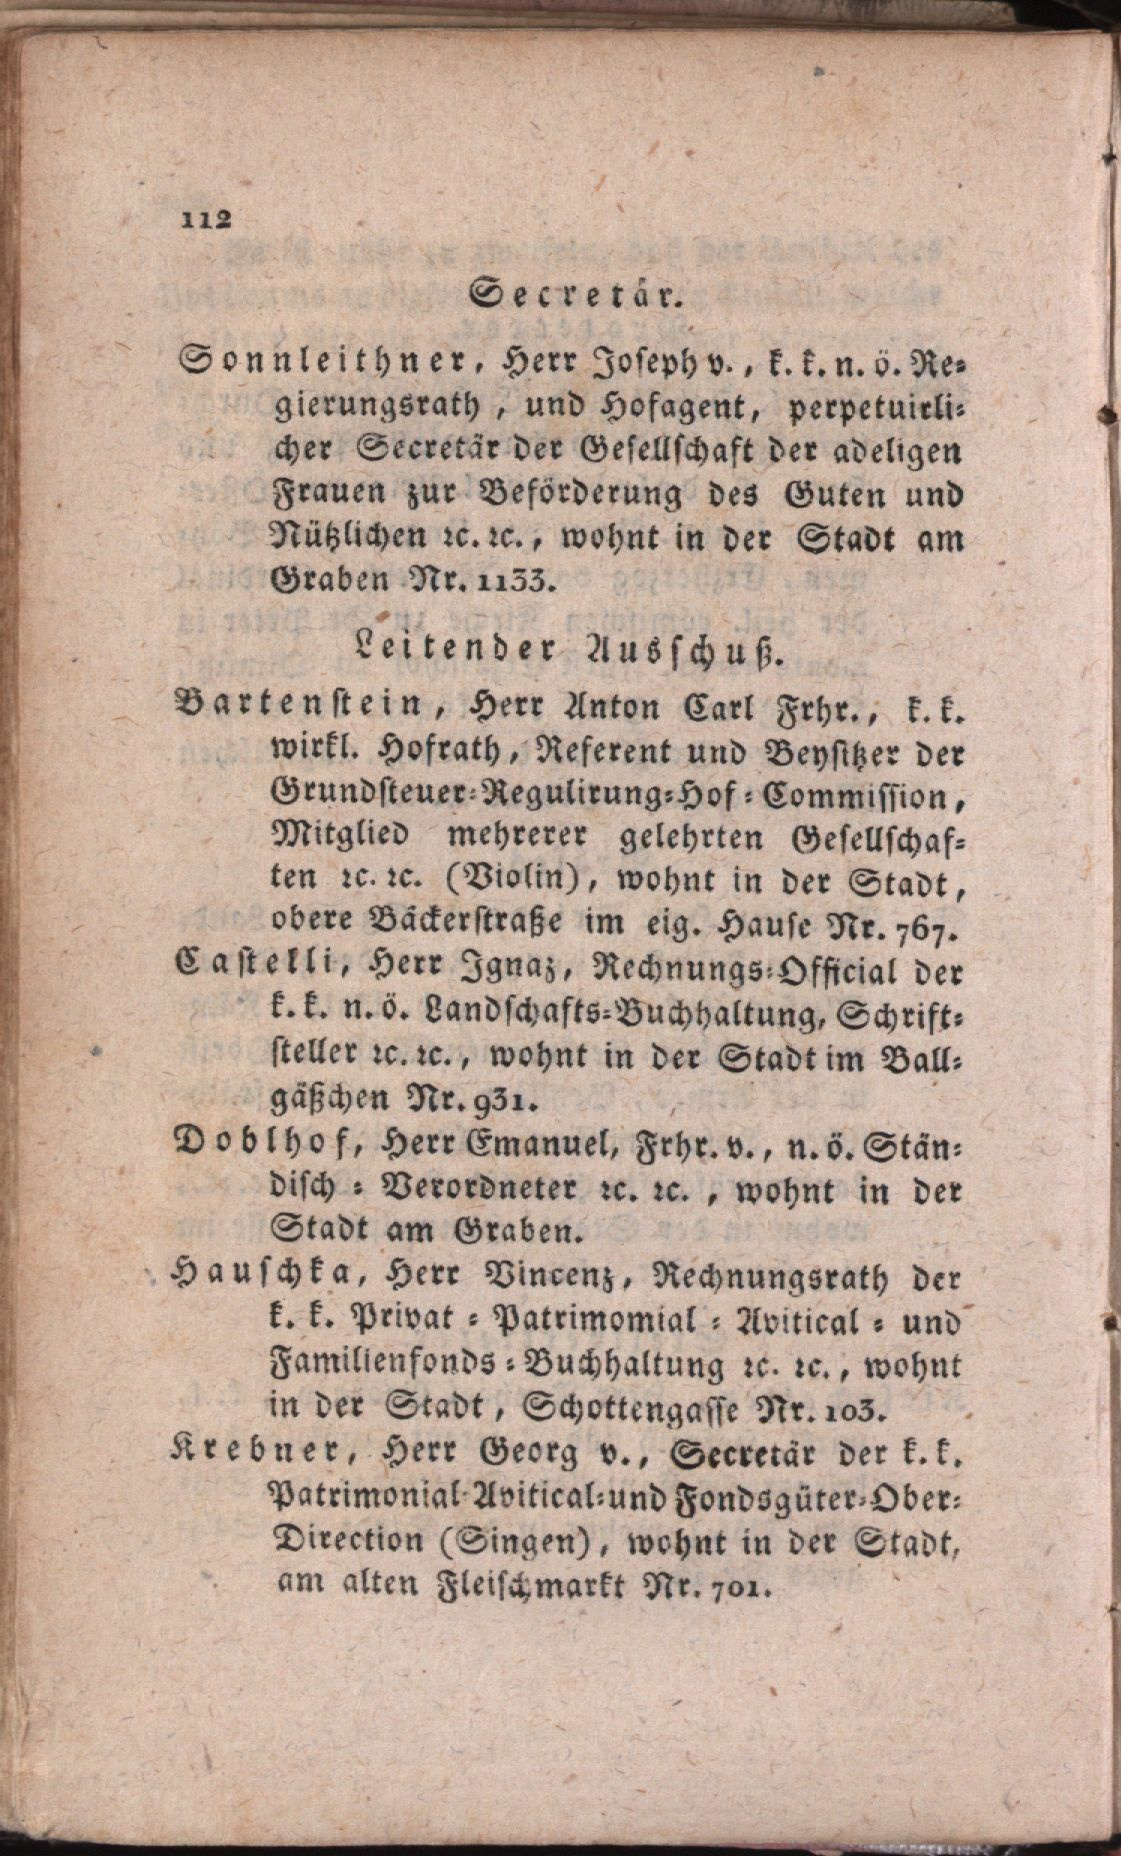 112
Secretär.
Sonnleithner, Herr Joseph v., k. k. n. ö. Re-
gierungsrath, und Hofagent, perpetuirli-
cher Secretär der Gesellschaft der adeligen
Frauen zur Beförderung des Guten und
Nützlichen ꝛc. ꝛc., wohnt in der Stadt am
Graben Nr. 1133.
Leitender Ausschuß.
Bartenstein, Herr Anton Carl Frhr., k. k.
wirkl. Hofrath, Referent und Beysitzer der
Grundsteuer-Regulirung-Hof-Commission,
Mitglied mehrerer gelehrten Gesellschaf-
ten ꝛc. ꝛc. (Violin), wohnt in der Stadt,
obere Bäckerstraße im eig. Hause Nr. 767.
Castelli, Herr Ignaz, Rechnungs-Official der
k. k. n. ö. Landschafts-Buchhaltung, Schrift-
steller ꝛc. ꝛc., wohnt in der Stadt im Ball-
gäßchen Nr. 931.
Doblhof, Herr Emanuel, Frhr. v., n. ö. Stän-
disch-Verordneter ꝛc. ꝛc., wohnt in der
Stadt am Graben.
Hauschka, Herr Vincenz, Rechnungsrath der
k. k. Privat-Patrimomial-Avitical- und
Familienfonds-Buchhaltung ꝛc. ꝛc., wohnt
in der Stadt, Schottengasse Nr. 103.
Krebner, Herr Georg v., Secretär der k. k.
Patrimonial-Avitical-und Fondsgüter-Ober-
Direction (Singen), wohnt in der Stadt,
am alten Fleischmarkt Nr. 701.